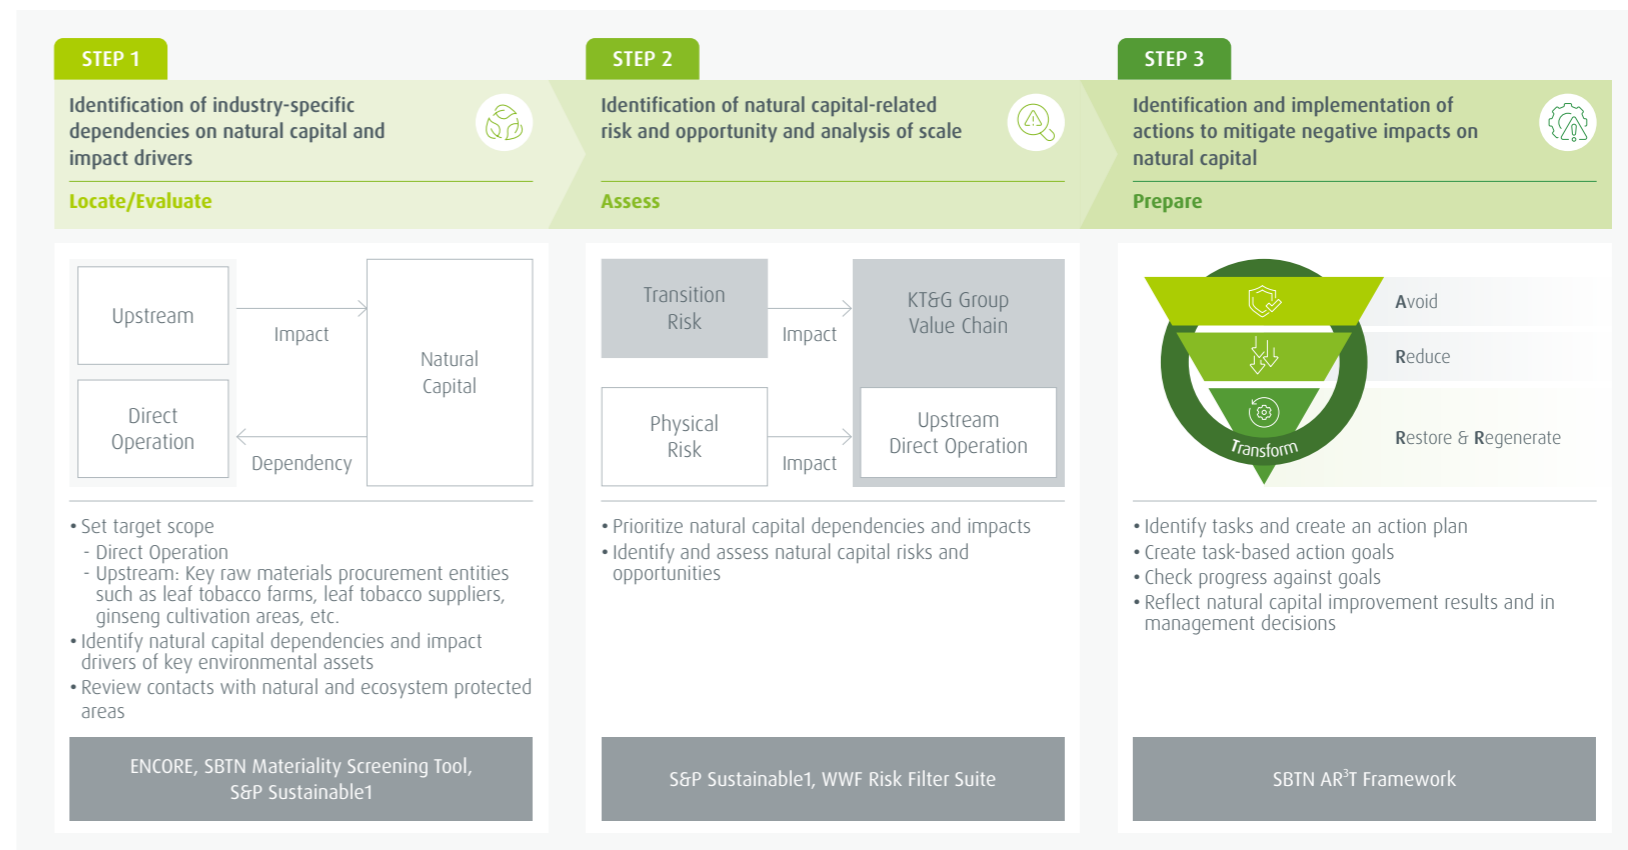 STEP 1
Identification of industry-specific
dependencies on natural capital and
impact drivers
Locate/Evaluate
Upstream
Direct
Operation
Impact
Dependency
Natural
Capital
• Set target scope
- Direct Operation
- Upstream: Key raw materials procurement entities
such as leaf tobacco farms, leaf tobacco suppliers,
ginseng cultivation areas, etc.
• Identify natural capital dependencies and impact
drivers of key environmental assets
• Review contacts with natural and ecosystem protected
areas
ENCORE, SBTN Materiality Screening Tool,
S&P Sustainable1
STEP 2
Identification of natural capital-related
risk and opportunity and analysis of scale
Assess
Transition
Risk
Impact
KT&G Group
Value Chain
Physical
Risk
Impact
Upstream
Direct Operation
• Prioritize natural capital dependencies and impacts
• Identify and assess natural capital risks and
opportunities
S&P Sustainable1, WWF Risk Filter Suite
STEP 3
Identification and implementation of
actions to mitigate negative impacts on
natural capital
Prepare
Avoid
Reduce
Restore & Regenerate
Transform
• Identify tasks and create an action plan
• Create task-based action goals
• Check progress against goals
• Reflect natural capital improvement results and in
management decisions
SBTN AR³T Framework